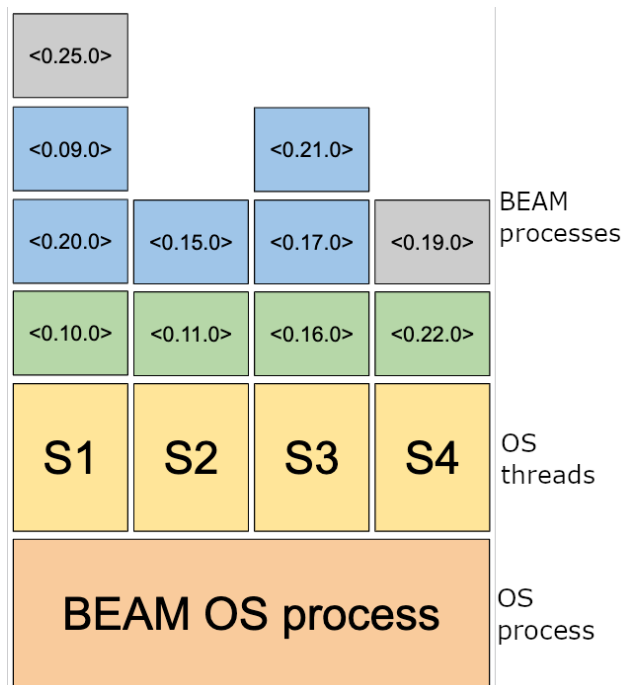 <0.25.0>
<0.09.0>
<0.21.0>
<0.20.0>
<0.15.0>
<0.17.0>
<0.19.0>
BEAM
processes
<0.10.0>
<0.11.0>
<0.16.0>
<0.22.0>
S1
S2
S3
S4
OS
threads
BEAM OS process
OS
process